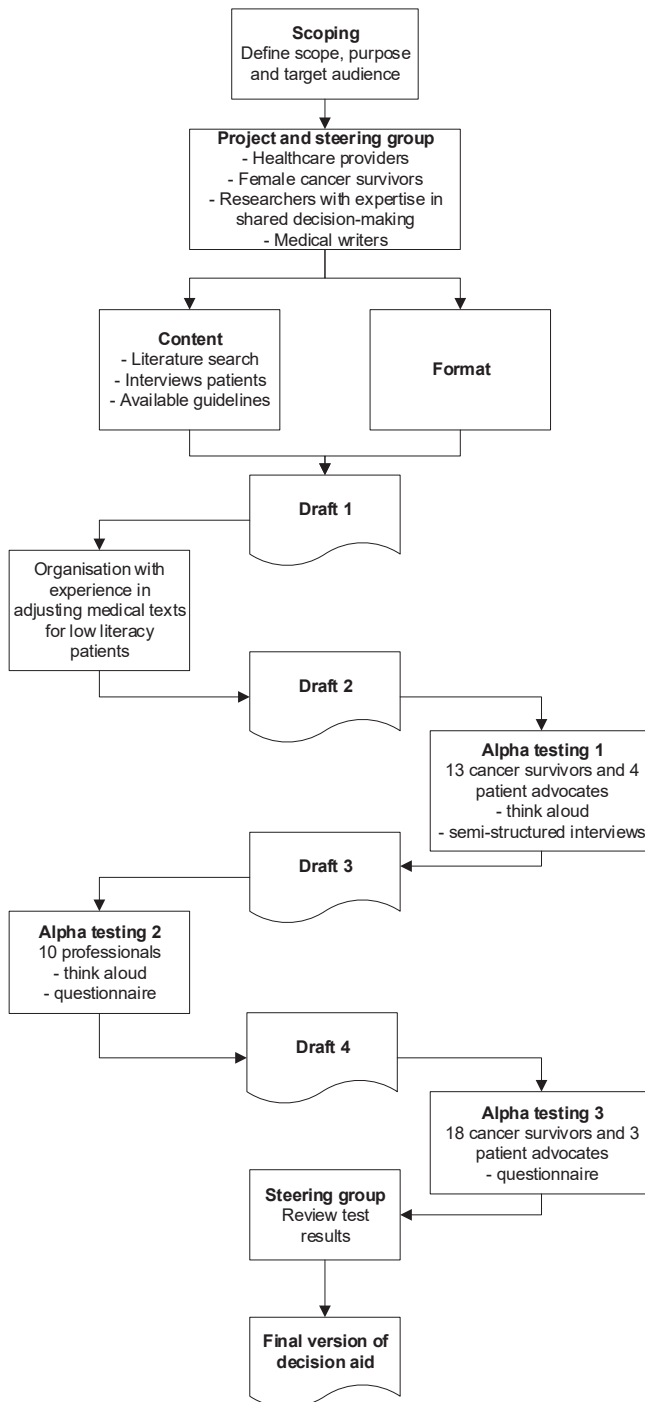 Scoping
Define scope, purpose
and target audience
Project and steering group
- Healthcare providers
- Female cancer survivors
- Researchers with expertise in
shared decision-making
- Medical writers
Content
- Literature search
- Interviews patients
- Available guidelines
Format
Draft 1
Organisation with
experience in
adjusting medical texts
for low literacy
patients
Draft 2
Alpha testing 1
13 cancer survivors and 4
patient advocates
- think aloud
- semi-structured interviews
Draft 3
Alpha testing 2
10 professionals
- think aloud
- questionnaire
Draft 4
Alpha testing 3
18 cancer survivors and 3
patient advocates
- questionnaire
Steering group
Review test
results
Final version of
decision aid